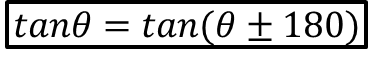 tanθ = tan(θ ± 180)